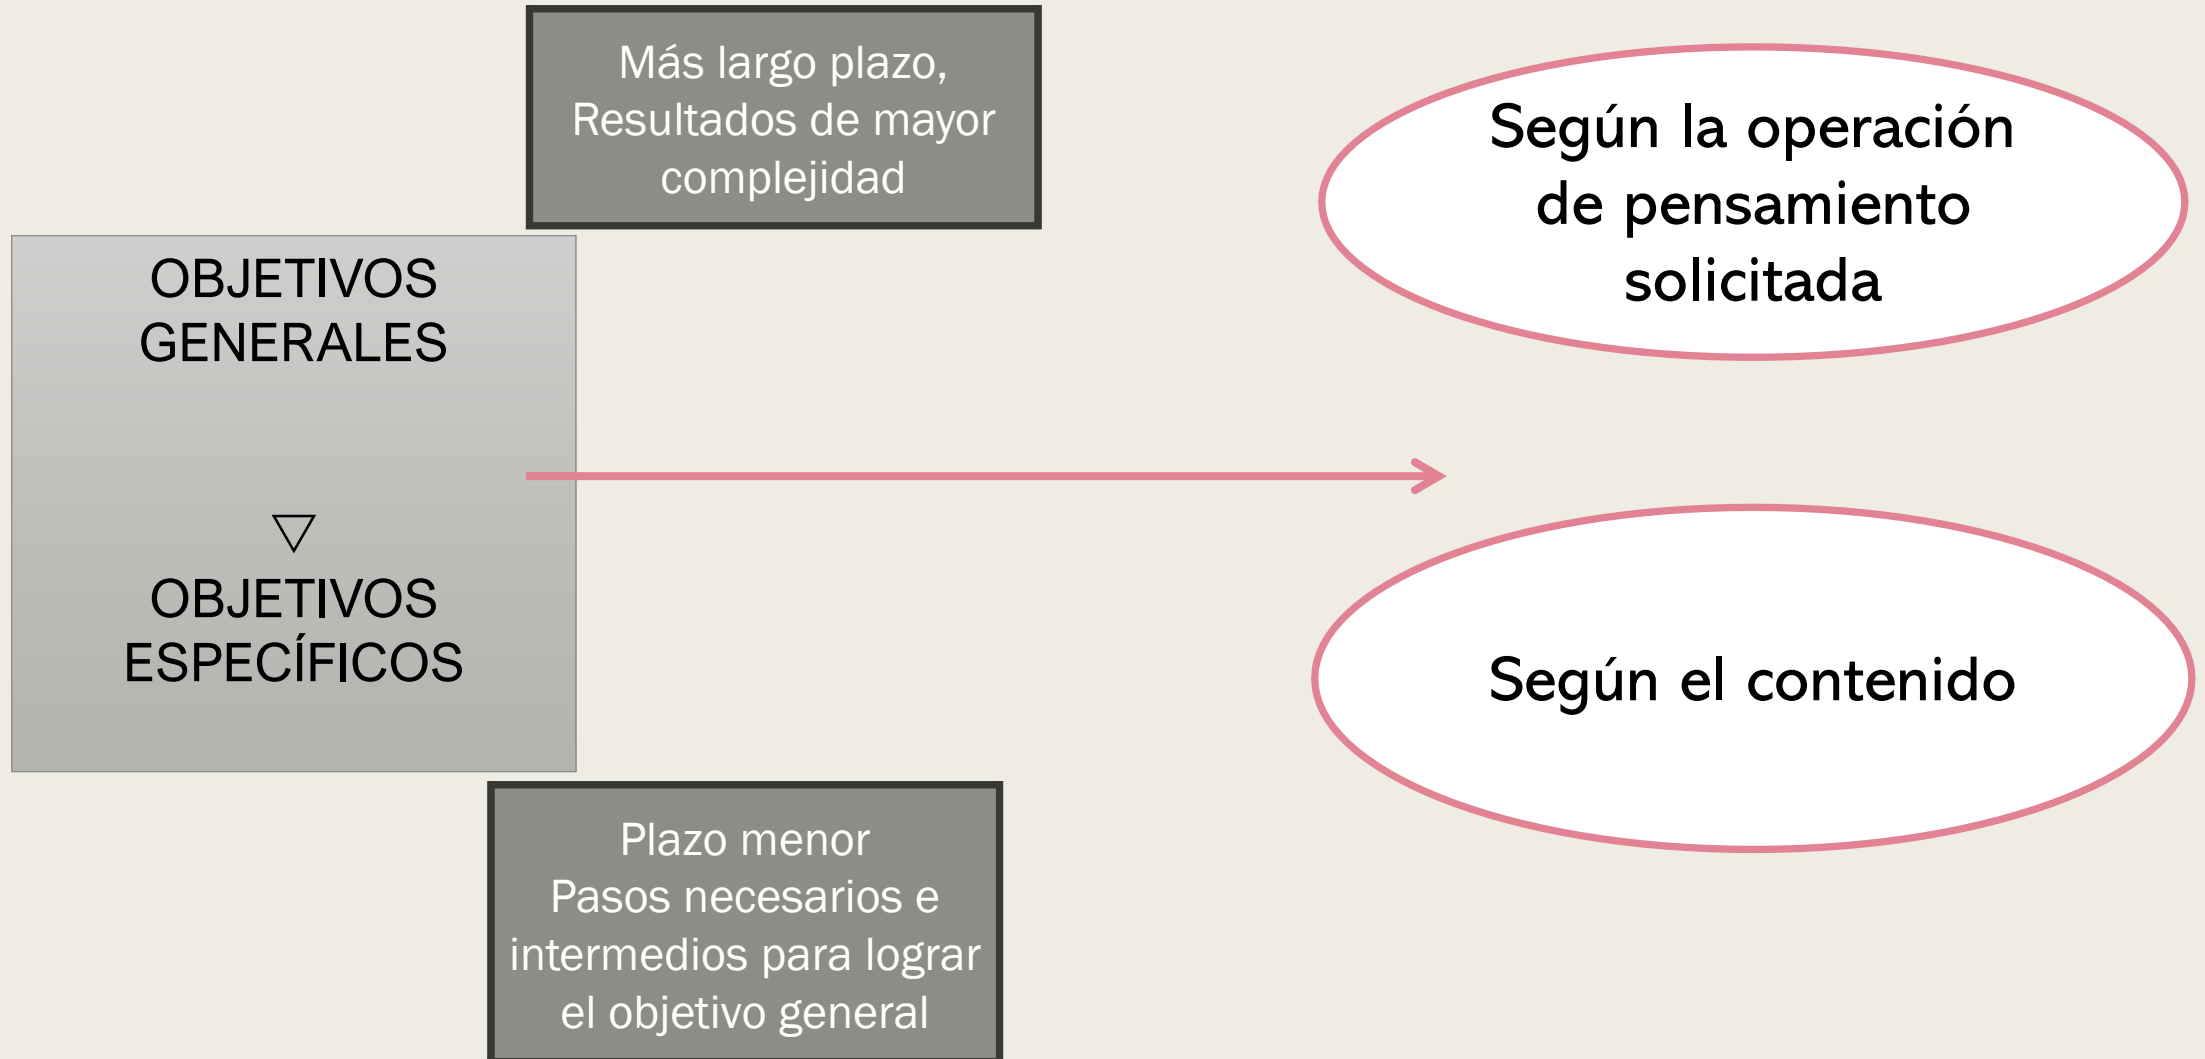 Más largo plazo,
Resultados de mayor
complejidad
OBJETIVOS
GENERALES
▽
OBJETIVOS
ESPECÍFICOS
Plazo menor
Pasos necesarios e
intermedios para lograr
el objetivo general
Según la operación
de pensamiento
solicitada
Según el contenido